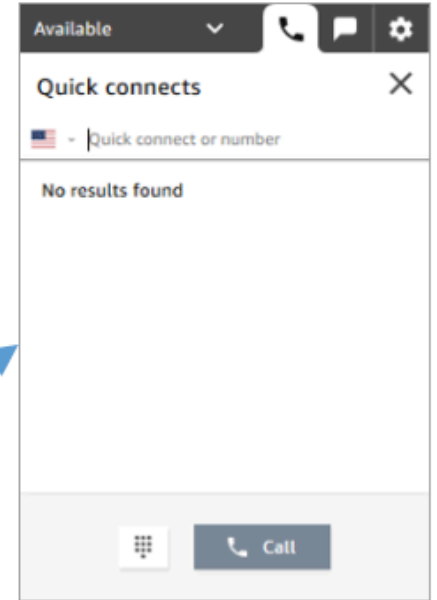 Available
Quick connects
Quick connect or number
No results found
Call